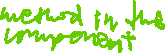 method in the
component